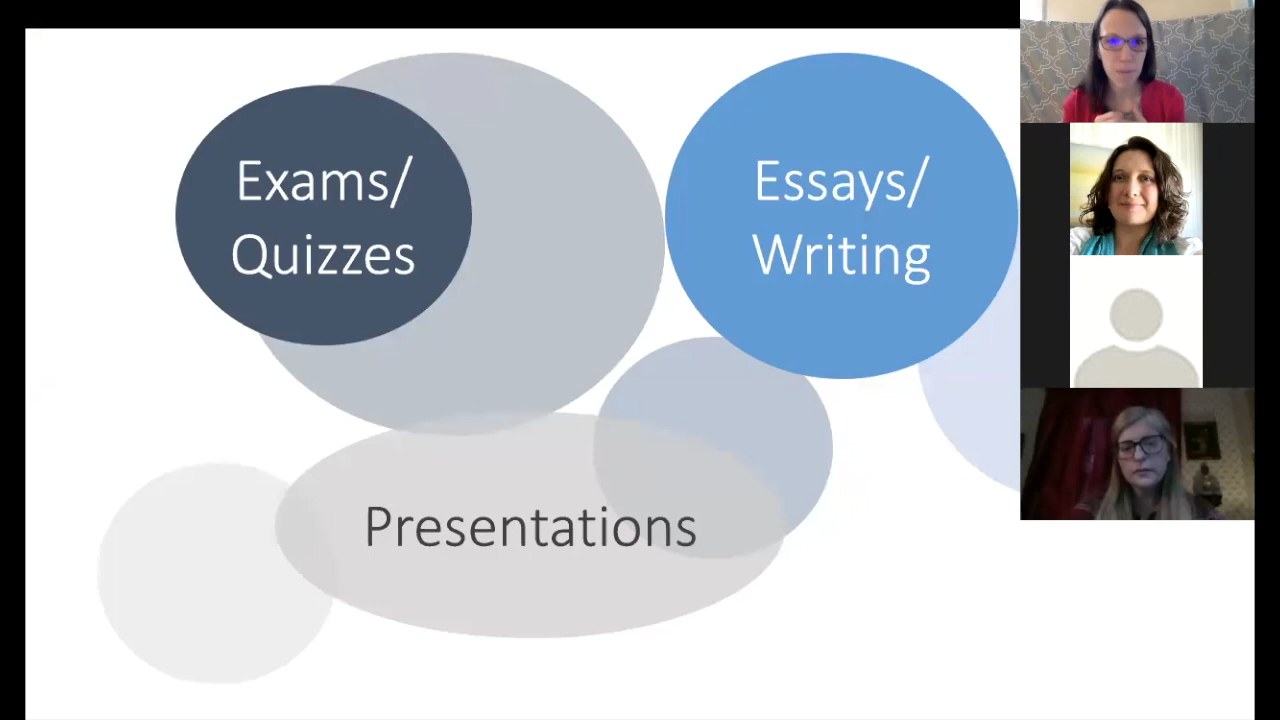 Exams/
Quizzes
Essays/
Writing
Presentations